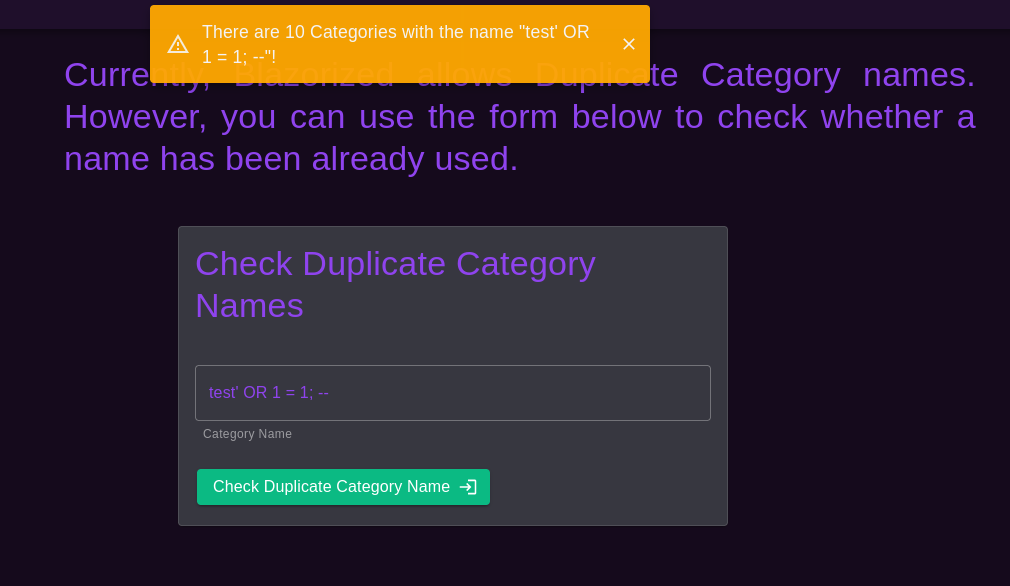 There are 10 Categories with the name "test' OR
1 = 1; --"!
Currently, Blazorized allows Duplicate Category names.
However, you can use the form below to check whether a
name has been already used.
Check Duplicate Category
Names
test' OR 1 = 1; --
Category Name
Check Duplicate Category Name